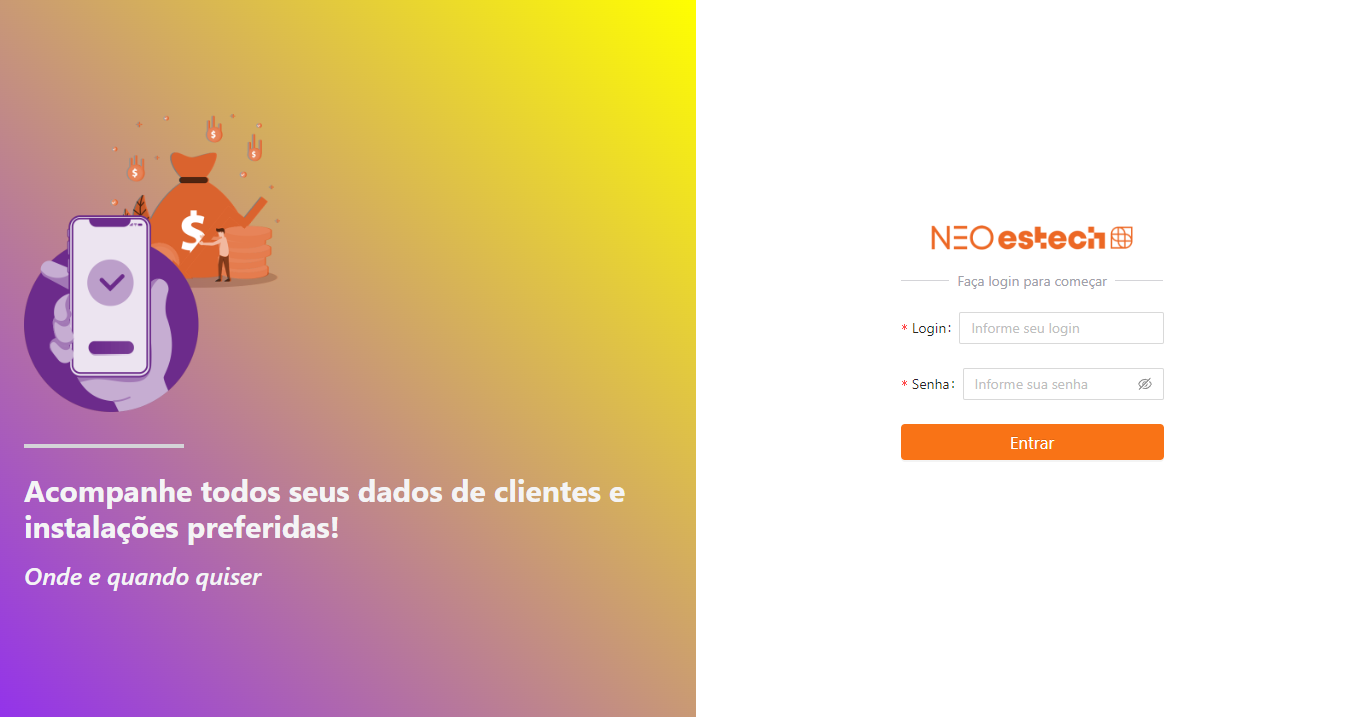 $
$
$
$
Acompanhe todos seus dados de clientes e
instalações preferidas!
Onde e quando quiser
NEO estech
Faça login para começar
* Login:
Informe seu login
* Senha:
Informe sua senha
Entrar